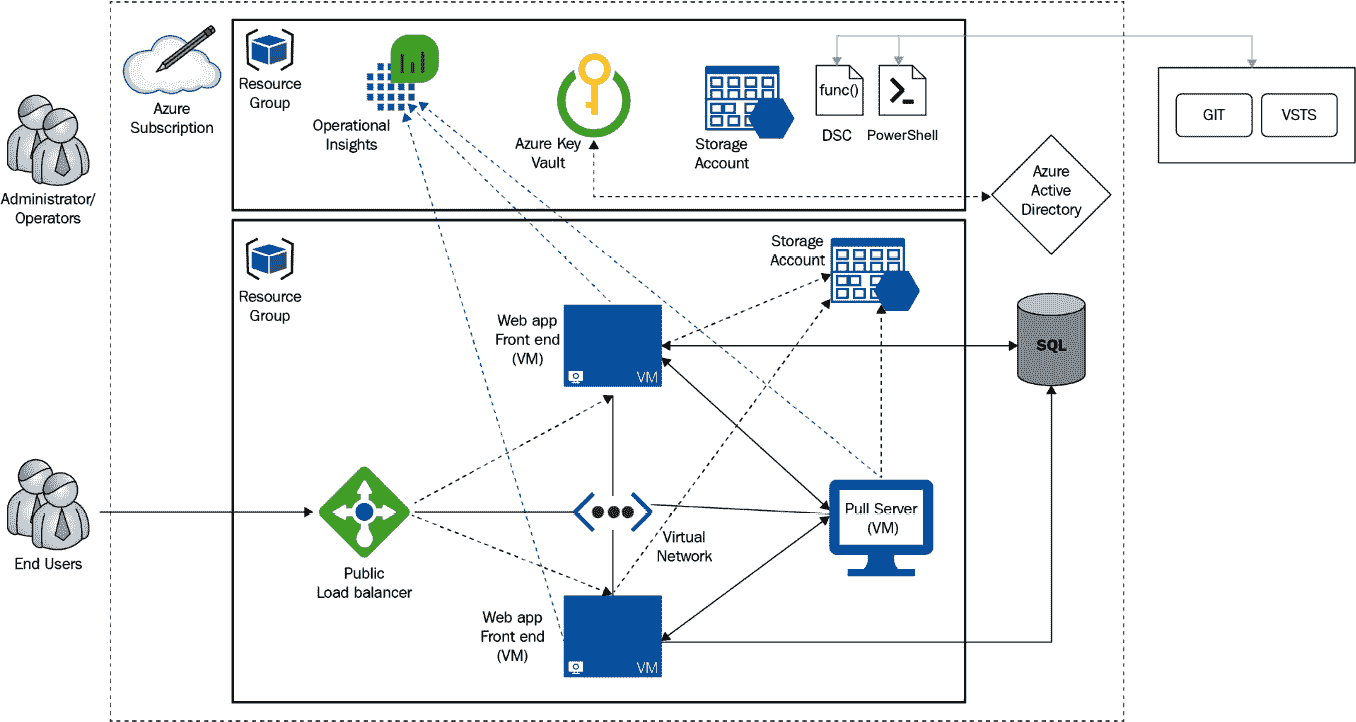 Azure
Subscription
Resource
Group
Operational
Insights
Azure Key
Vault
Storage
Account
func()
DSC
PowerShell
GIT
VSTS
Administrator/
Operators
Azure
Active
Directory
Resource
Group
Storage
Account
Web app
Front end
(VM)
VM
SQL
Pull Server
(VM)
Virtual
Network
End Users
Public
Load balancer
Web app
Front end
(VM)
VM